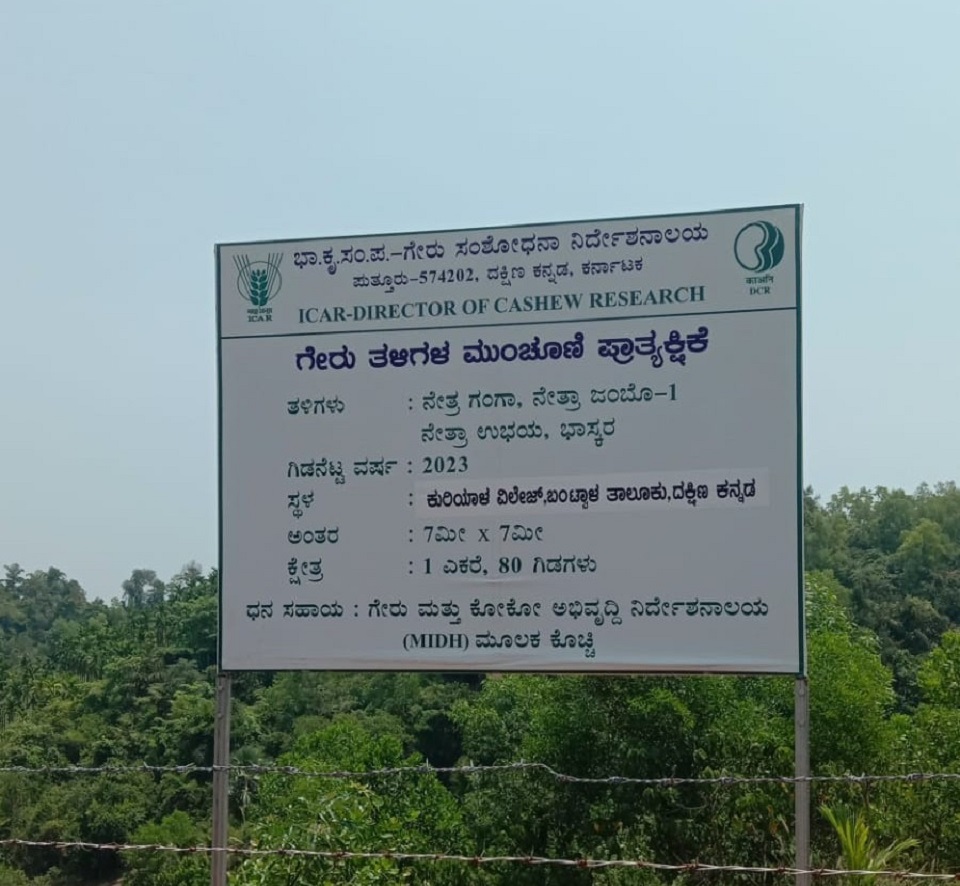 ಭಾ.ಕೃ.ಸಂ.ಪ.-ಗೇರು ಸಂಶೋಧನಾ ನಿರ್ದೇಶನಾಲಯ
ಪುತ್ತೂರು-574202, ದಕ್ಷಿಣ ಕನ್ನಡ, ಕರ್ನಾಟಕ
ICAR-DIRECTOR OF CASHEW RESEARCH
ICAR
DCR
ಗೇರು ತಳಿಗಳ ಮುಂಚೂಣಿ ಪ್ರಾತ್ಯಕ್ಷಿಕೆ
ತಳಿಗಳು : ನೇತ್ರ ಗಂಗಾ, ನೇತ್ರಾ ಜಂಬೊ-1
ನೇತ್ರಾ ಉಭಯ, ಭಾಸ್ಕರ
ಗಿಡನೆಟ್ಟ ವರ್ಷ : 2023
ಸ್ಥಳ : ಕುರಿಯಾಳ ವಿಲೇಜ್,ಬಂಟ್ವಾಳ ತಾಲೂಕು,ದಕ್ಷಿಣ ಕನ್ನಡ
ಅಂತರ : 7ಮೀ x 7ಮೀ
ಕ್ಷೇತ್ರ : 1 ಎಕರೆ, 80 ಗಿಡಗಳು
ಧನ ಸಹಾಯ : ಗೇರು ಮತ್ತು ಕೋಕೋ ಅಭಿವೃದ್ದಿ ನಿರ್ದೇಶನಾಲಯ
(MIDH) ಮೂಲಕ ಕೊಚ್ಚಿ